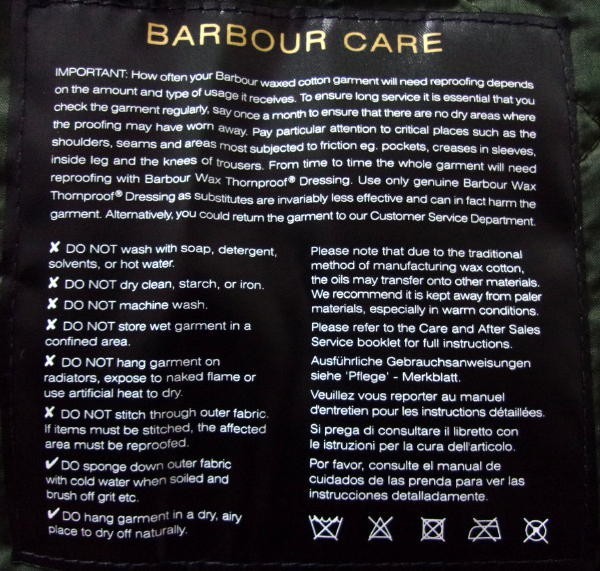 BARBOUR CARE
IMPORTANT: How often your Barbour waxed cotton garment will need reproofing depends
on the amount and type of usage it receives. To ensure long service it is essential that you
check the garment regularly, say once a month to ensure that there are no dry areas where
the proofing may have worn away. Pay particular attention to critical places such as the
shoulders, seams and areas most subjected to friction eg. pockets, creases in sleeves,
inside leg and the knees of trousers. From time to time the whole garment will need
reproofing with Barbour Wax Thornproof® Dressing. Use only genuine Barbour Wax
Thornproof® Dressing as substitutes are invariably less effective and can in fact harm the
garment. Alternatively, you could return the garment to our Customer Service Department.
✘ DO NOT wash with soap, detergent,
solvents, or hot water.
✘ DO NOT dry clean, starch, or iron.
✘ DO NOT machine wash.
✘ DO NOT store wet garment in a
confined area.
✘ DO NOT hang garment on
radiators, expose to naked flame or
use artificial heat to dry.
✘ DO NOT stitch through outer fabric.
If items must be stitched, the affected
area must be reproofed.
✔ DO sponge down outer fabric
with cold water when soiled and
brush off grit etc.
✔ DO hang garment in a dry, airy
place to dry off naturally.
Please note that due to the traditional
method of manufacturing wax cotton,
the oils may transfer onto other materials.
We recommend it is kept away from paler
materials, especially in warm conditions.
Please refer to the Care and After Sales
Service booklet for full instructions.
Ausführliche Gebrauchsanweisungen
siehe 'Pflege' - Merkblatt.
Veuillez vous reporter au manuel
d'entretien pour les instructions détaillées.
Si prega di consultare il libretto con
le istruzioni per la cura dell'articolo.
Por favor, consulte el manual de
cuidados de las prenda para ver las
instrucciones detalladamente.